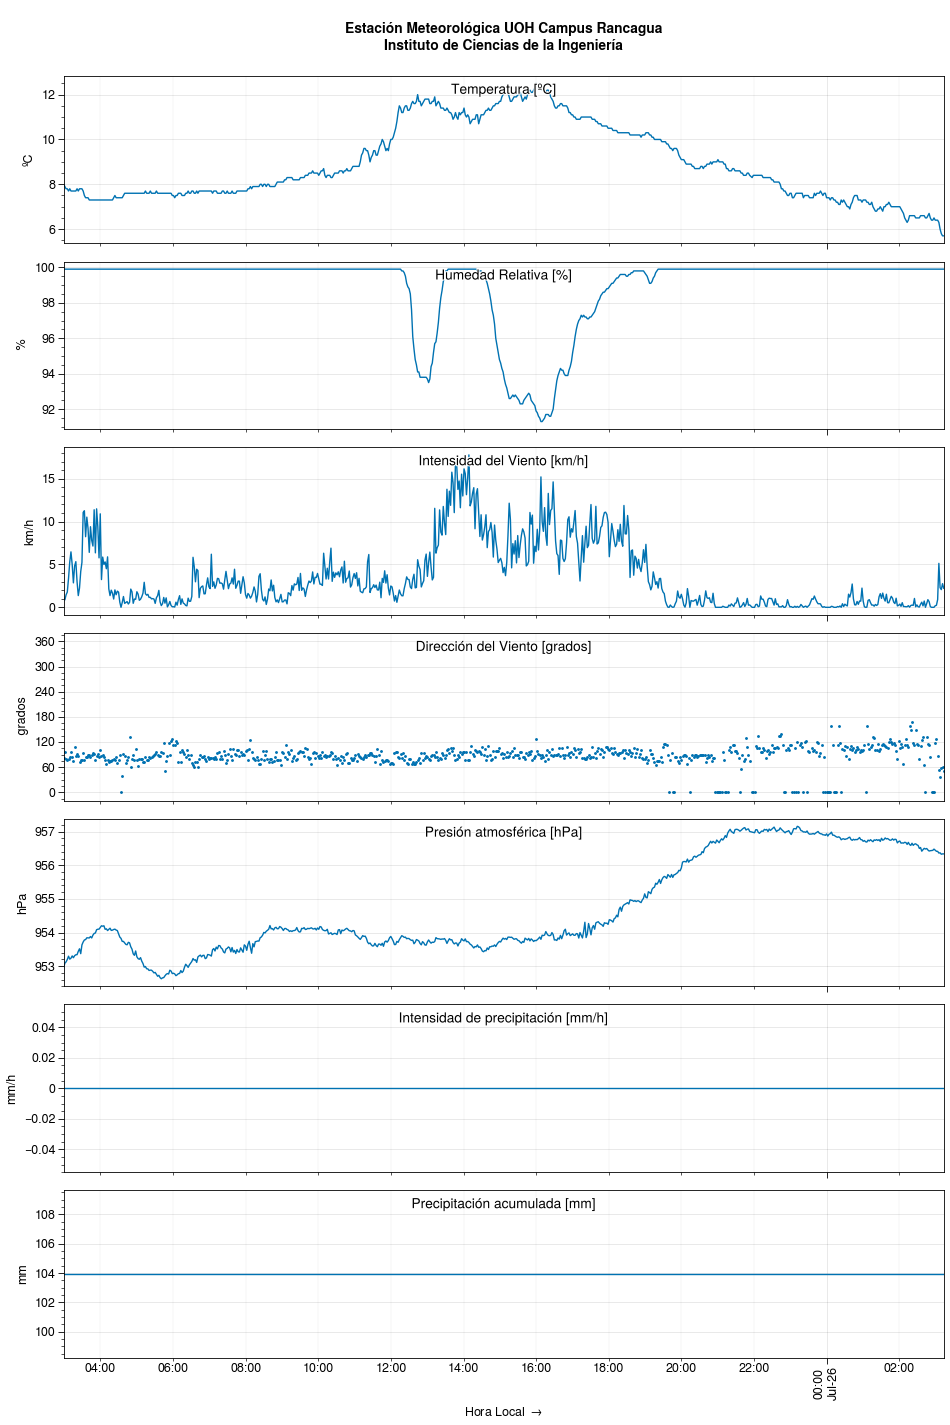 Estación Meteorológica UOH Campus Rancagua
Instituto de Ciencias de la Ingeniería
Temperatura [ºC]
ºC
12
10
8
6
Humedad Relativa [%]
%
100
98
96
94
92
Intensidad del Viento [km/h]
km/h
15
10
5
0
Dirección del Viento [grados]
grados
360
300
240
180
120
60
0
Presión atmosférica [hPa]
hPa
957
956
955
954
953
Intensidad de precipitación [mm/h]
mm/h
0.04
0.02
0
−0.02
−0.04
Precipitación acumulada [mm]
mm
108
106
104
102
100
04:00 06:00 08:00 10:00 12:00 14:00 16:00 18:00 20:00 22:00 00:00 02:00
Jul-26
Hora Local →